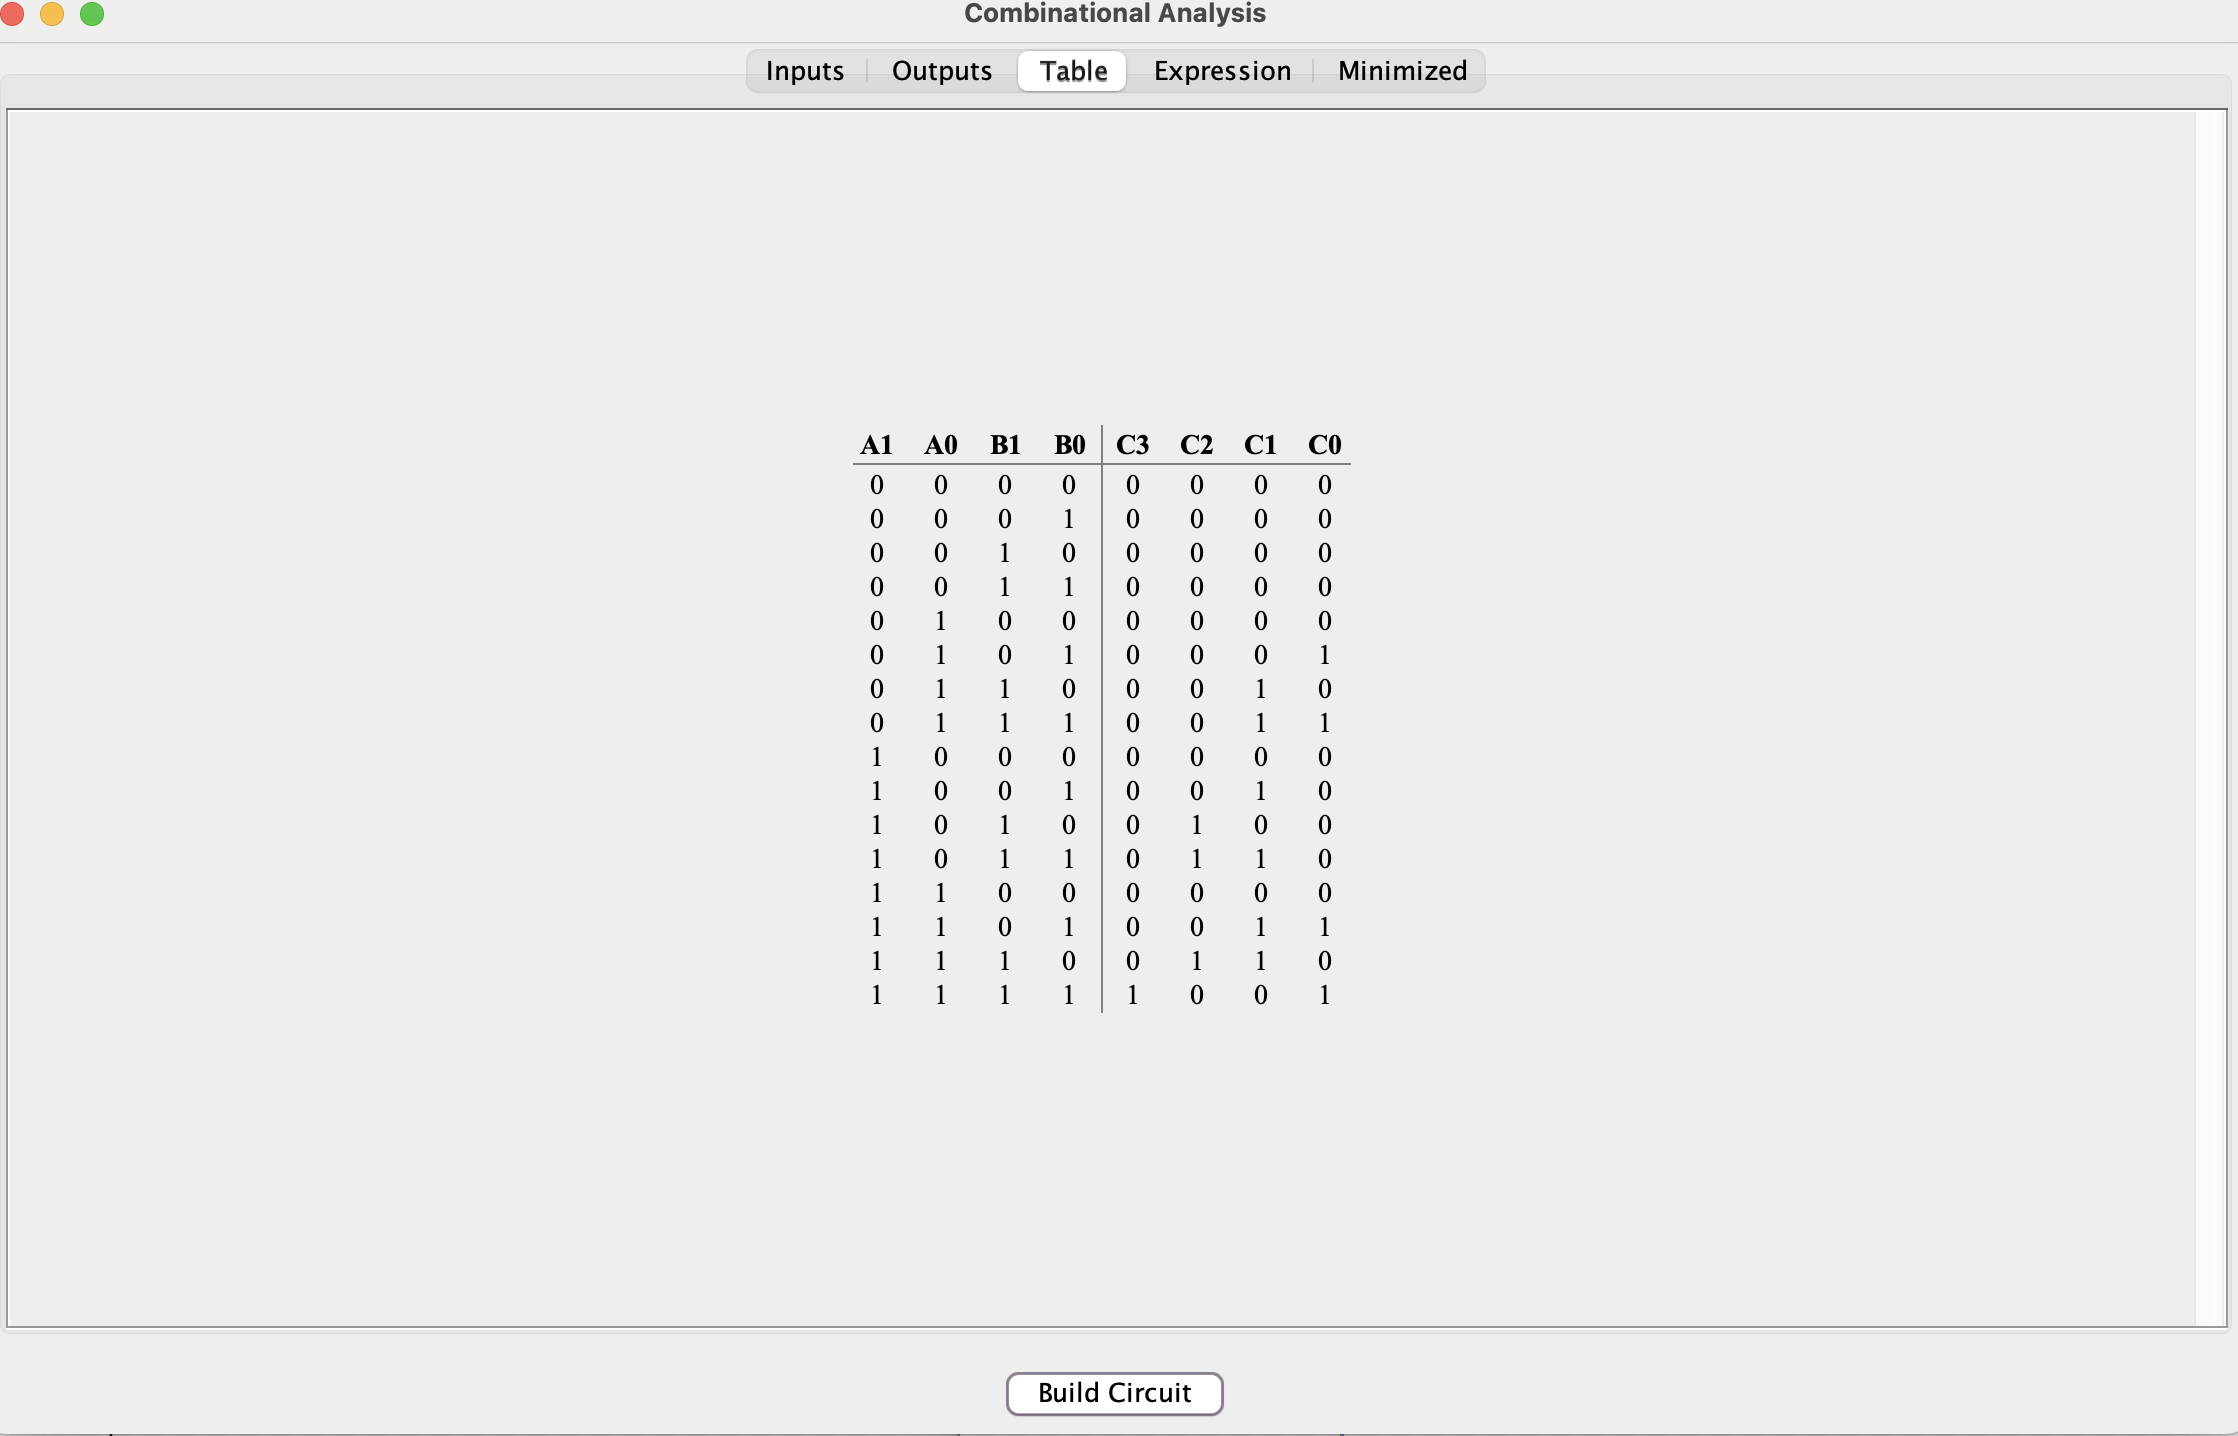 Combinational Analysis
Inputs Outputs Table Expression Minimized
A1 A0 B1 B0 C3 C2 C1 C0
0 0 0 0 0 0 0 0
0 0 0 1 0 0 0 0
0 0 1 0 0 0 0 0
0 0 1 1 0 0 0 0
0 1 0 0 0 0 0 0
0 1 0 1 0 0 0 1
0 1 1 0 0 0 1 0
0 1 1 1 0 0 1 1
1 0 0 0 0 0 0 0
1 0 0 1 0 0 1 0
1 0 1 0 0 1 0 0
1 0 1 1 0 1 1 0
1 1 0 0 0 0 0 0
1 1 0 1 0 0 1 1
1 1 1 0 0 1 1 0
1 1 1 1 1 0 0 1
Build Circuit